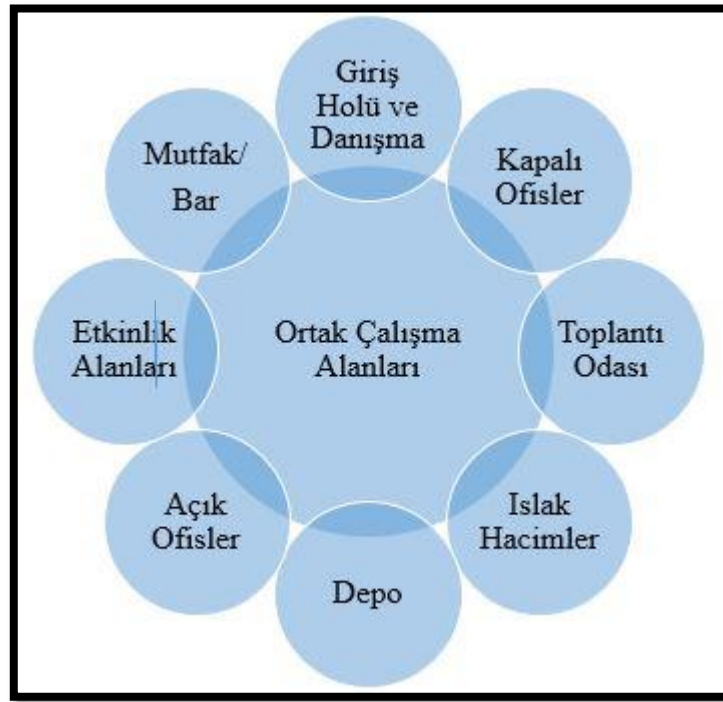 Giriş
Holü ve
Danışma
Kapalı
Ofisler
Toplantı
Odası
Islak
Hacimler
Depo
Açık
Ofisler
Etkinlik
Alanları
Mutfak/
Bar
Ortak Çalışma
Alanları